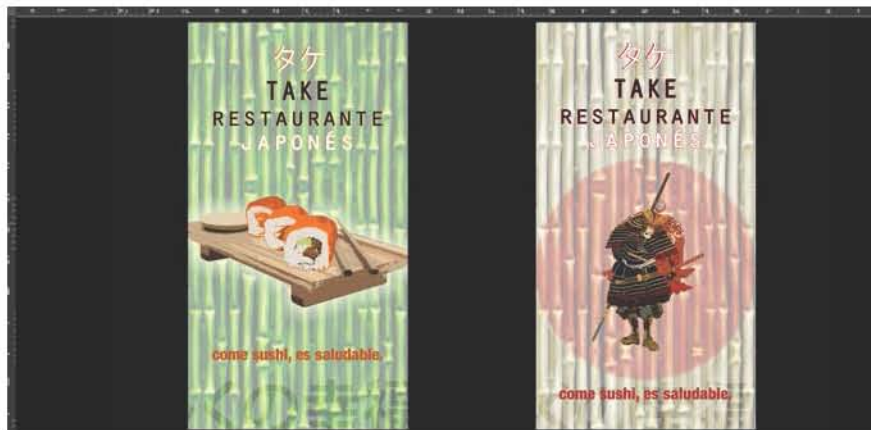 タケ
TAKE
RESTAURANTE
JAPONÉS
come sushi, es saludable.
タケ
TAKE
RESTAURANTE
JAPONÉS
come sushi, es saludable.